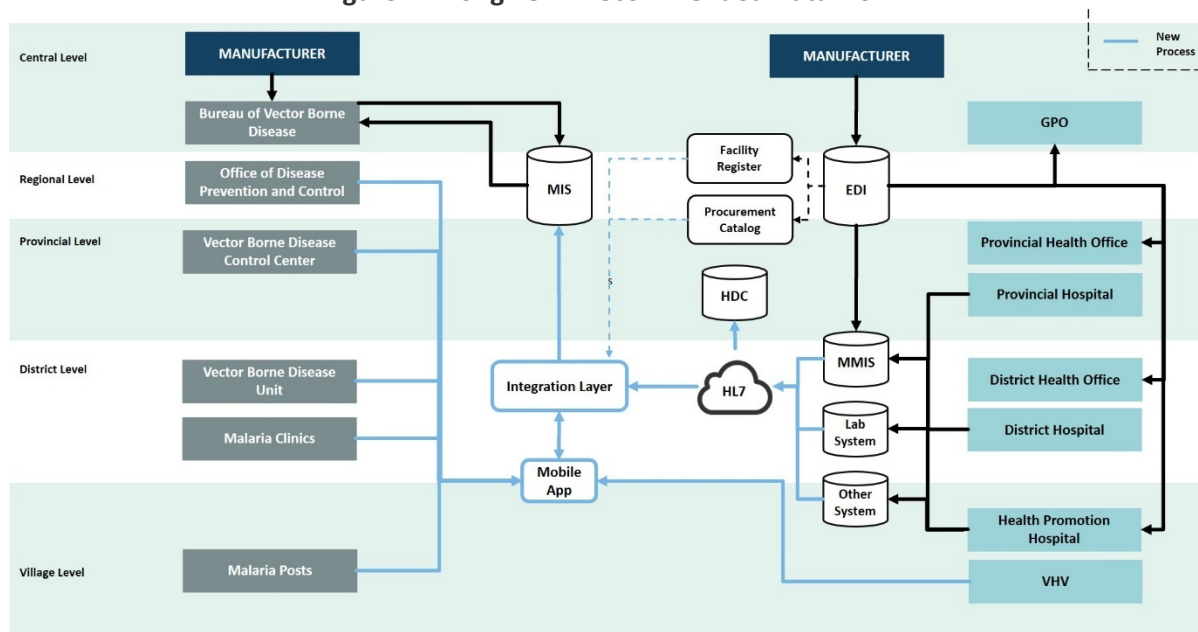 New
Process
Central Level
MANUFACTURER
MANUFACTURER
Bureau of Vector Borne
Disease
GPO
Regional Level
Office of Disease
Prevention and Control
MIS
Facility
Register
EDI
Procurement
Catalog
Provincial Level
Vector Borne Disease
Control Center
Provincial Health Office
s
HDC
Provincial Hospital
District Level
Vector Borne Disease
Unit
Integration Layer
HL7
MMIS
District Health Office
Malaria Clinics
Lab
System
District Hospital
Mobile
App
Other
System
Health Promotion
Hospital
Village Level
Malaria Posts
VHV